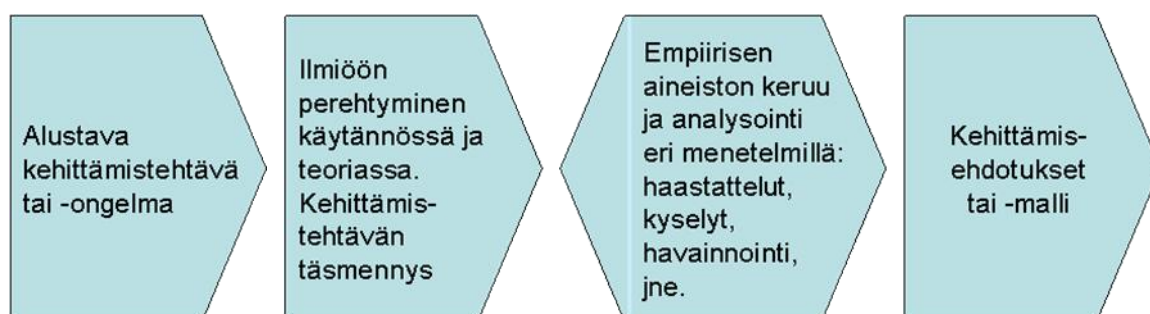 Alustava
kehittämistehtävä
tai -ongelma
Ilmiöön
perehtyminen
käytännössä ja
teoriassa.
Kehittämis-
tehtävän
täsmennys
Empiirisen
aineiston keruu
ja analysointi
eri menetelmillä:
haastattelut,
kyselyt,
havainnointi,
jne.
Kehittämis-
ehdotukset
tai -malli